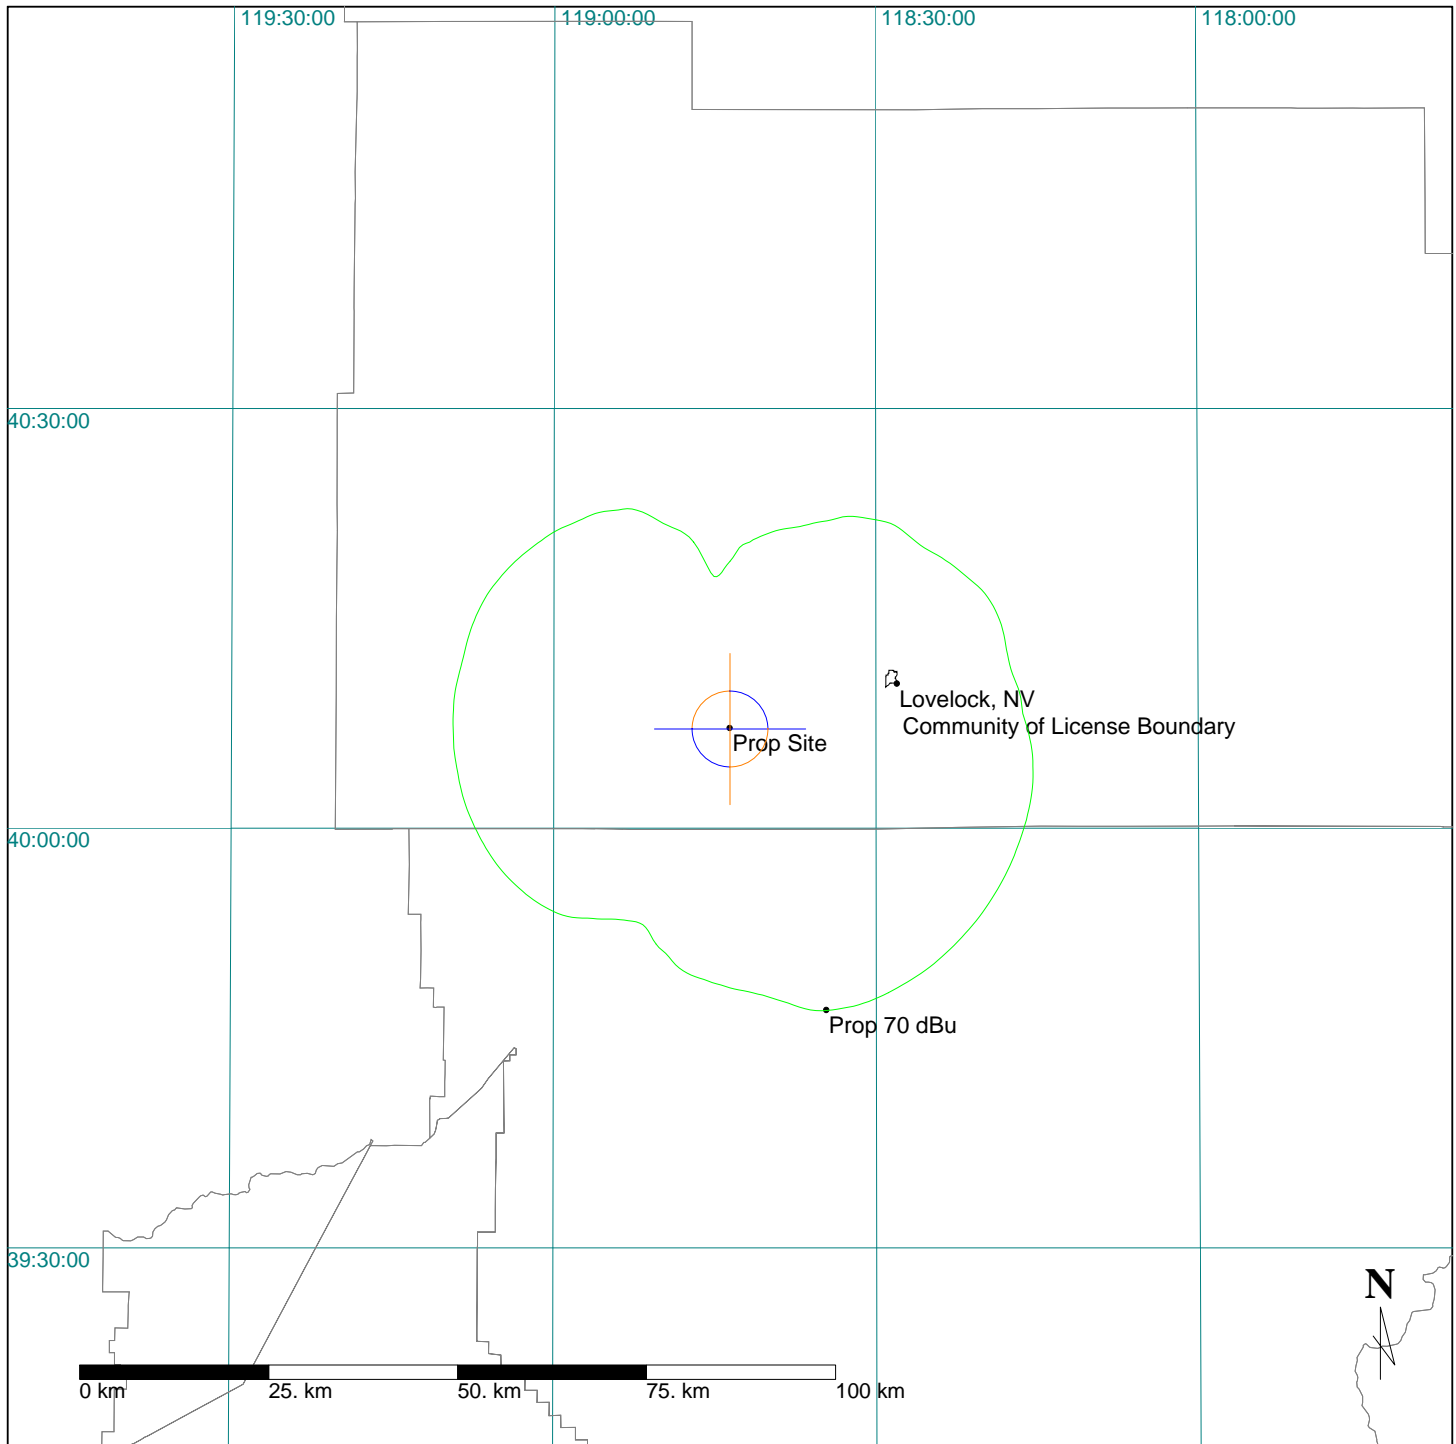 119:30:00
119:00:00
118:30:00
118:00:00
40:30:00
Lovelock, NV
Community of License Boundary
Prop Site
40:00:00
Prop 70 dBu
39:30:00
N
0 km
25. km
50. km
75. km
100 km